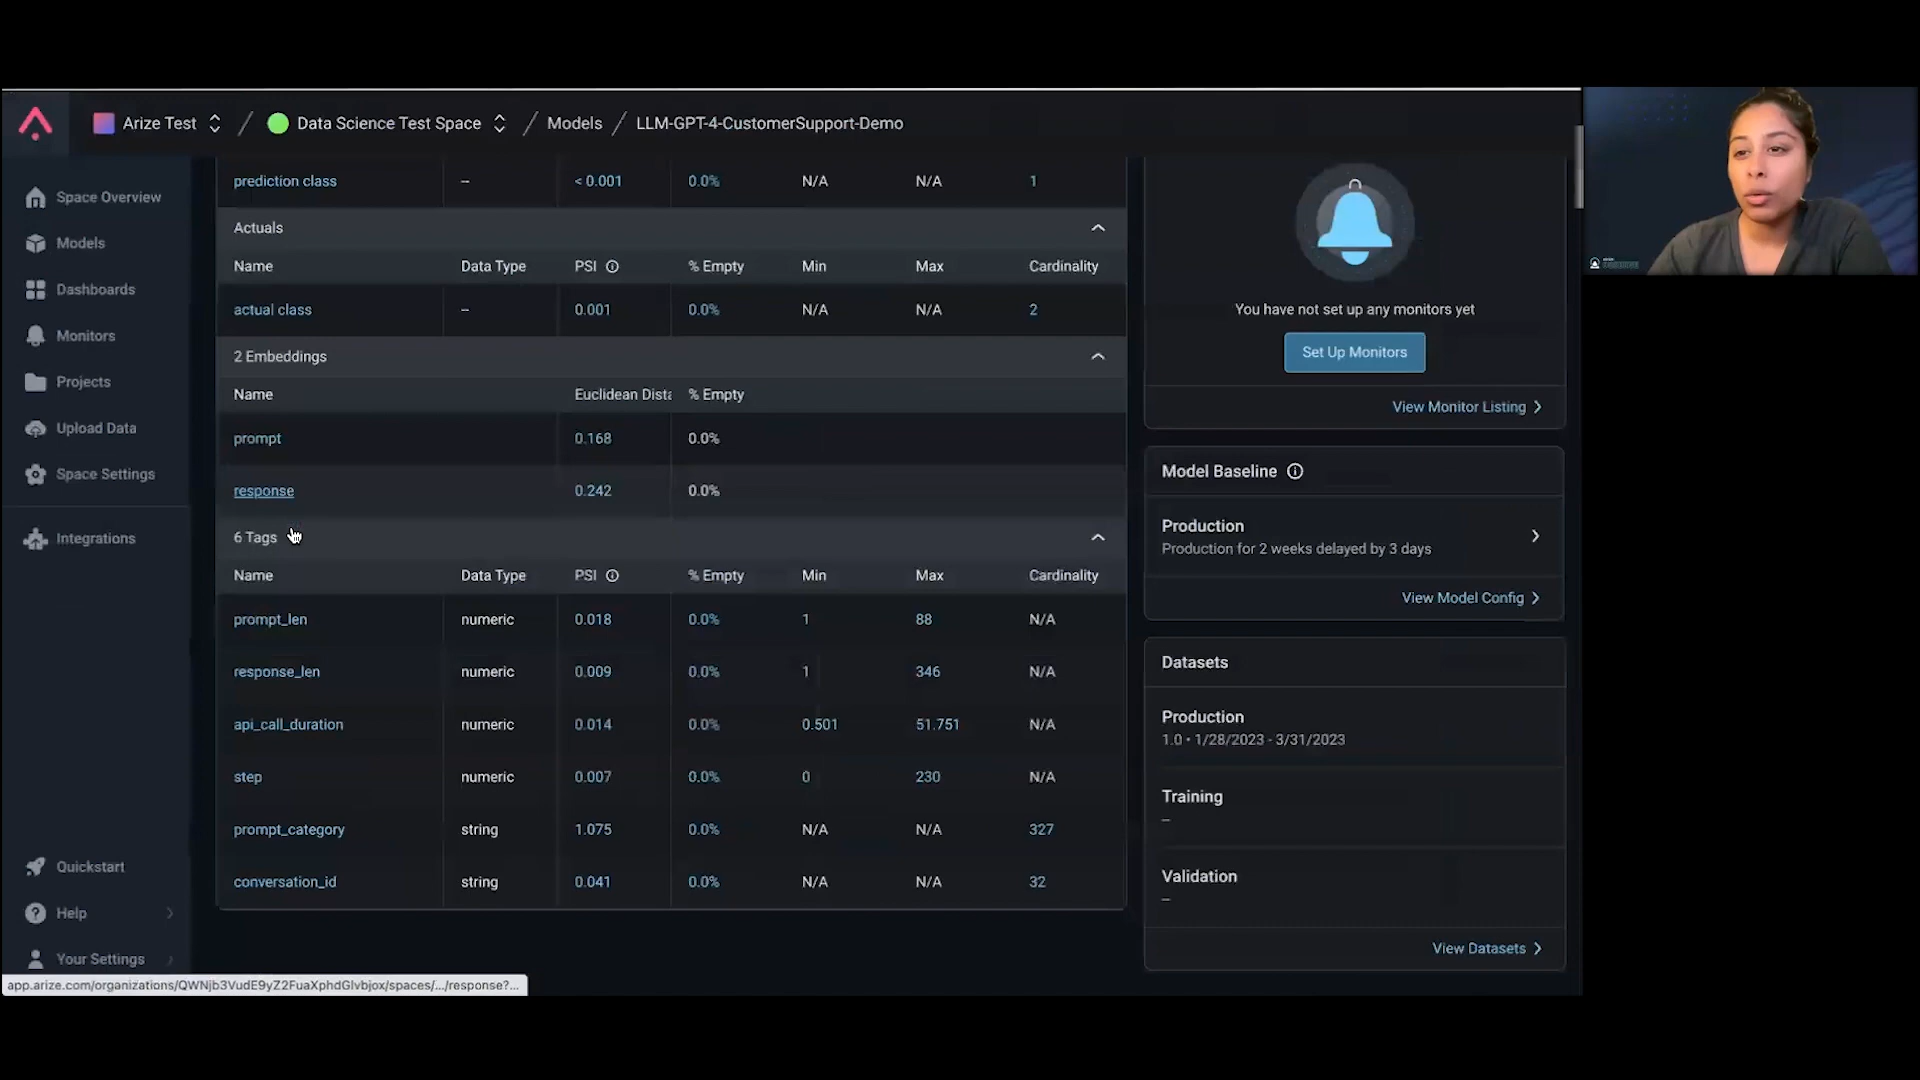 Arize Test / Data Science Test Space / Models / LLM-GPT-4-CustomerSupport-Demo
Space Overview
Models
Dashboards
Monitors
Projects
Upload Data
Space Settings
Integrations
Quickstart
Help
Your Settings
prediction class – < 0.001 0.0% N/A N/A 1
Actuals
Name Data Type PSI % Empty Min Max Cardinality
actual class – 0.001 0.0% N/A N/A 2
2 Embeddings
Name Euclidean Dista % Empty
prompt 0.168 0.0%
response 0.242 0.0%
6 Tags
Name Data Type PSI % Empty Min Max Cardinality
prompt_len numeric 0.018 0.0% 1 88 N/A
response_len numeric 0.009 0.0% 1 346 N/A
api_call_duration numeric 0.014 0.0% 0.501 51.751 N/A
step numeric 0.007 0.0% 0 230 N/A
prompt_category string 1.075 0.0% N/A N/A 327
conversation_id string 0.041 0.0% N/A N/A 32
You have not set up any monitors yet
Set Up Monitors
View Monitor Listing
Model Baseline
Production
Production for 2 weeks delayed by 3 days
View Model Config
Datasets
Production
1.0 • 1/28/2023 - 3/31/2023
Training
–
Validation
–
View Datasets
app.arize.com/organizations/QWNjb3VudE9yZ2FuaXphdGlvbjox/spaces/.../response?...